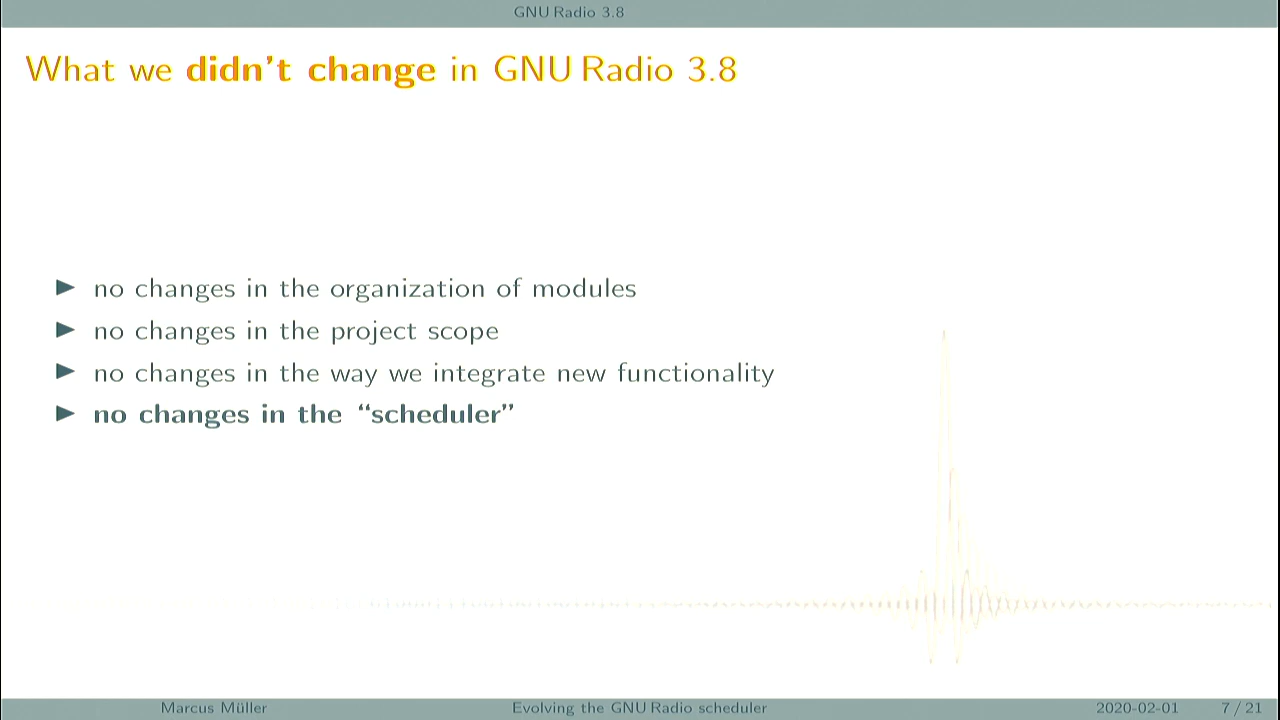 GNU Radio 3.8
What we didn't change in GNU Radio 3.8
▶ no changes in the organization of modules
▶ no changes in the project scope
▶ no changes in the way we integrate new functionality
▶ no changes in the “scheduler”
Marcus Müller Evolving the GNU Radio scheduler 2020-02-01 7 / 21